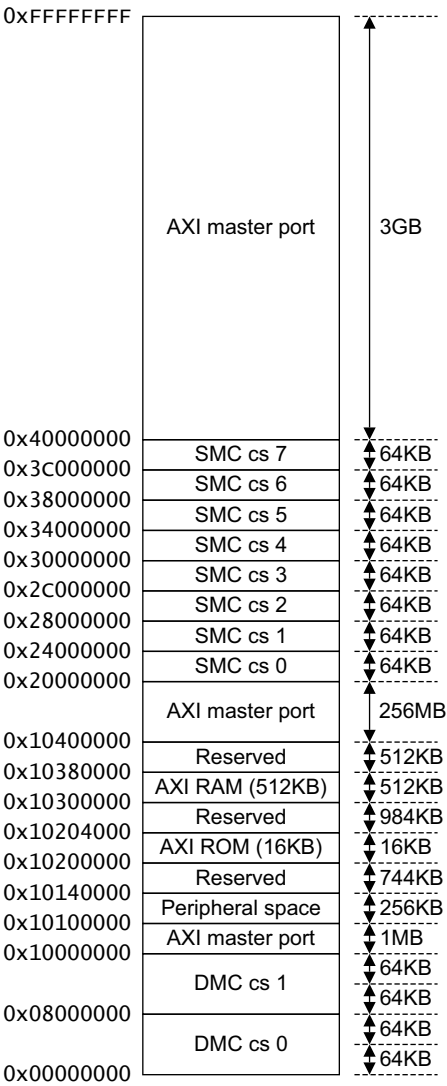 0xFFFFFFFF
AXI master port 3GB
0x40000000
SMC cs 7 64KB
0x3C000000
SMC cs 6 64KB
0x38000000
SMC cs 5 64KB
0x34000000
SMC cs 4 64KB
0x30000000
SMC cs 3 64KB
0x2C000000
SMC cs 2 64KB
0x28000000
SMC cs 1 64KB
0x24000000
SMC cs 0 64KB
0x20000000
AXI master port 256MB
0x10400000
Reserved 512KB
0x10380000
AXI RAM (512KB) 512KB
0x10300000
Reserved 984KB
0x10204000
AXI ROM (16KB) 16KB
0x10200000
Reserved 744KB
0x10140000
Peripheral space 256KB
0x10100000
AXI master port 1MB
0x10000000
64KB
DMC cs 1
64KB
0x08000000
64KB
DMC cs 0
64KB
0x00000000